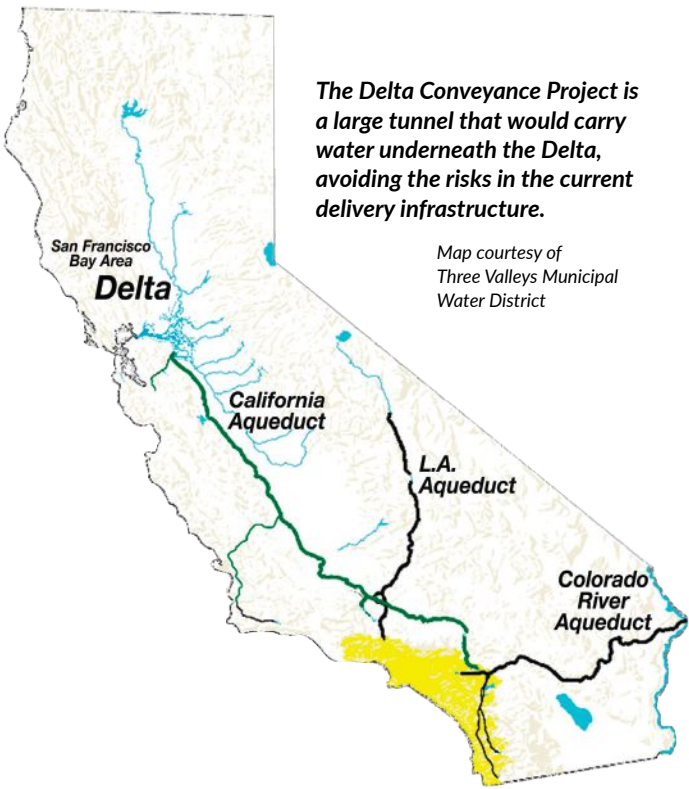 The Delta Conveyance Project is
a large tunnel that would carry
water underneath the Delta,
avoiding the risks in the current
delivery infrastructure.
Map courtesy of
Three Valleys Municipal
Water District
San Francisco
Bay Area
Delta
California
Aqueduct
L.A.
Aqueduct
Colorado
River
Aqueduct